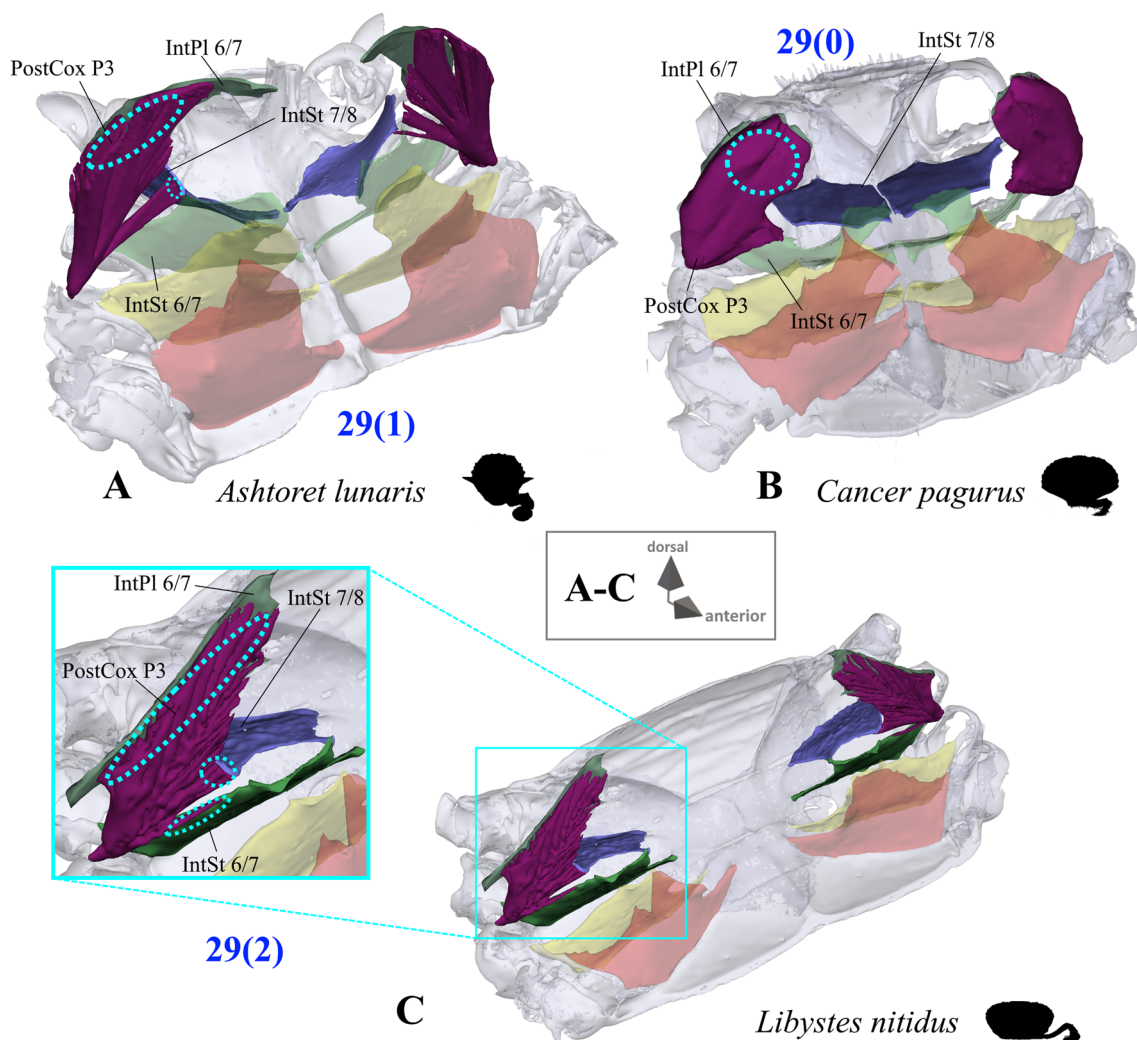 IntPl 6/7
PostCox P3
IntSt 7/8
IntSt 6/7
29(1)
A
Ashtoret lunaris
29(0)
IntSt 7/8
IntPl 6/7
PostCox P3
IntSt 6/7
B
Cancer pagurus
dorsal
A-C
anterior
IntPl 6/7
IntSt 7/8
PostCox P3
IntSt 6/7
29(2)
C
Libystes nitidus